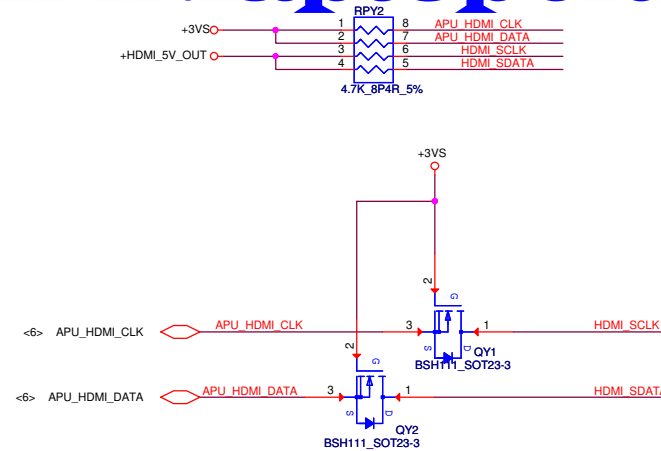 RPY2
+3VS 1 8 APU_HDMI_CLK
2 7 APU_HDMI_DATA
+HDMI_5V_OUT 3 6 HDMI_SCLK
4 5 HDMI_SDATA
4.7K_8P4R_5%
+3VS
2
G
<6> APU_HDMI_CLK APU_HDMI_CLK 3 1 HDMI_SCLK
S D
QY1
BSH111_SOT23-3
2
G
<6> APU_HDMI_DATA APU_HDMI_DATA 3 1 HDMI_SDATA
S D
QY2
BSH111_SOT23-3